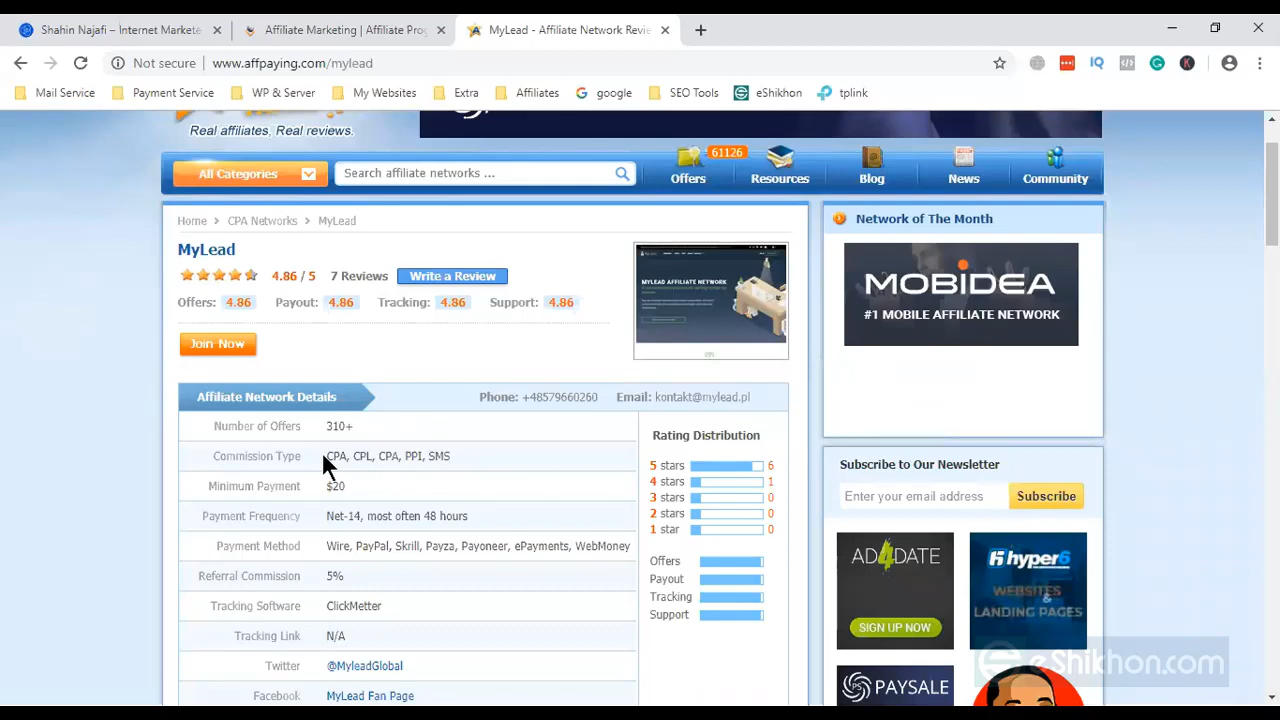 Shahin Najafi – Internet Markete
Affiliate Marketing | Affiliate Prog
MyLead - Affiliate Network Revie
Not secure
www.affpaying.com/mylead
Mail Service
Payment Service
WP & Server
My Websites
Extra
Affiliates
google
SEO Tools
eShikhon
tplink
Real affiliates, Real reviews.
All Categories
Search affiliate networks ...
Offers
61126
Resources
Blog
News
Community
Home > CPA Networks > MyLead
MyLead
4.86 / 5 7 Reviews Write a Review
Offers: 4.86 Payout: 4.86 Tracking: 4.86 Support: 4.86
Join Now
MYLEAD AFFILIATE NETWORK
Affiliate Network Details
Phone: +48579660260 Email: kontakt@mylead.pl
Number of Offers 310+
Commission Type CPA, CPL, CPA, PPI, SMS
Minimum Payment $20
Payment Frequency Net-14, most often 48 hours
Payment Method Wire, PayPal, Skrill, Payza, Payoneer, ePayments, WebMoney
Referral Commission 5%
Tracking Software ClickMetter
Tracking Link N/A
Twitter @MyleadGlobal
Facebook MyLead Fan Page
Rating Distribution
5 stars 6
4 stars 1
3 stars 0
2 stars 0
1 star 0
Offers
Payout
Tracking
Support
Network of The Month
MOBIDEA
#1 MOBILE AFFILIATE NETWORK
Subscribe to Our Newsletter
Enter your email address
Subscribe
AD4DATE
SIGN UP NOW
hyper6
WEBSITES
& LANDING PAGES
PAYSALE
eShikhon.com